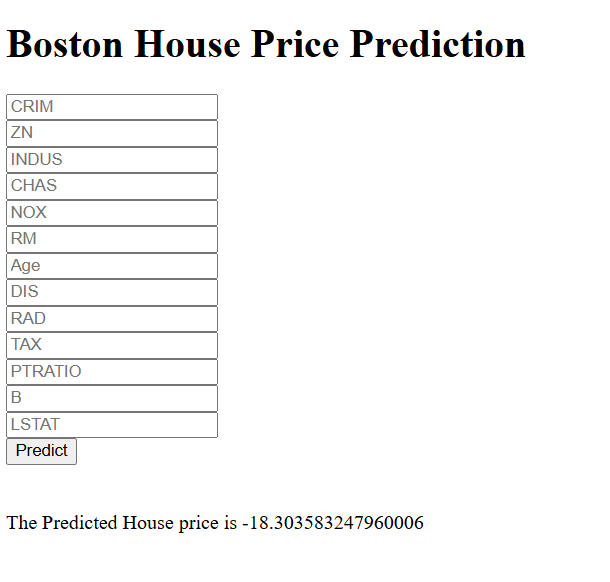 Boston House Price Prediction
CRIM
ZN
INDUS
CHAS
NOX
RM
Age
DIS
RAD
TAX
PTRATIO
B
LSTAT
Predict
The Predicted House price is -18.303583247960006